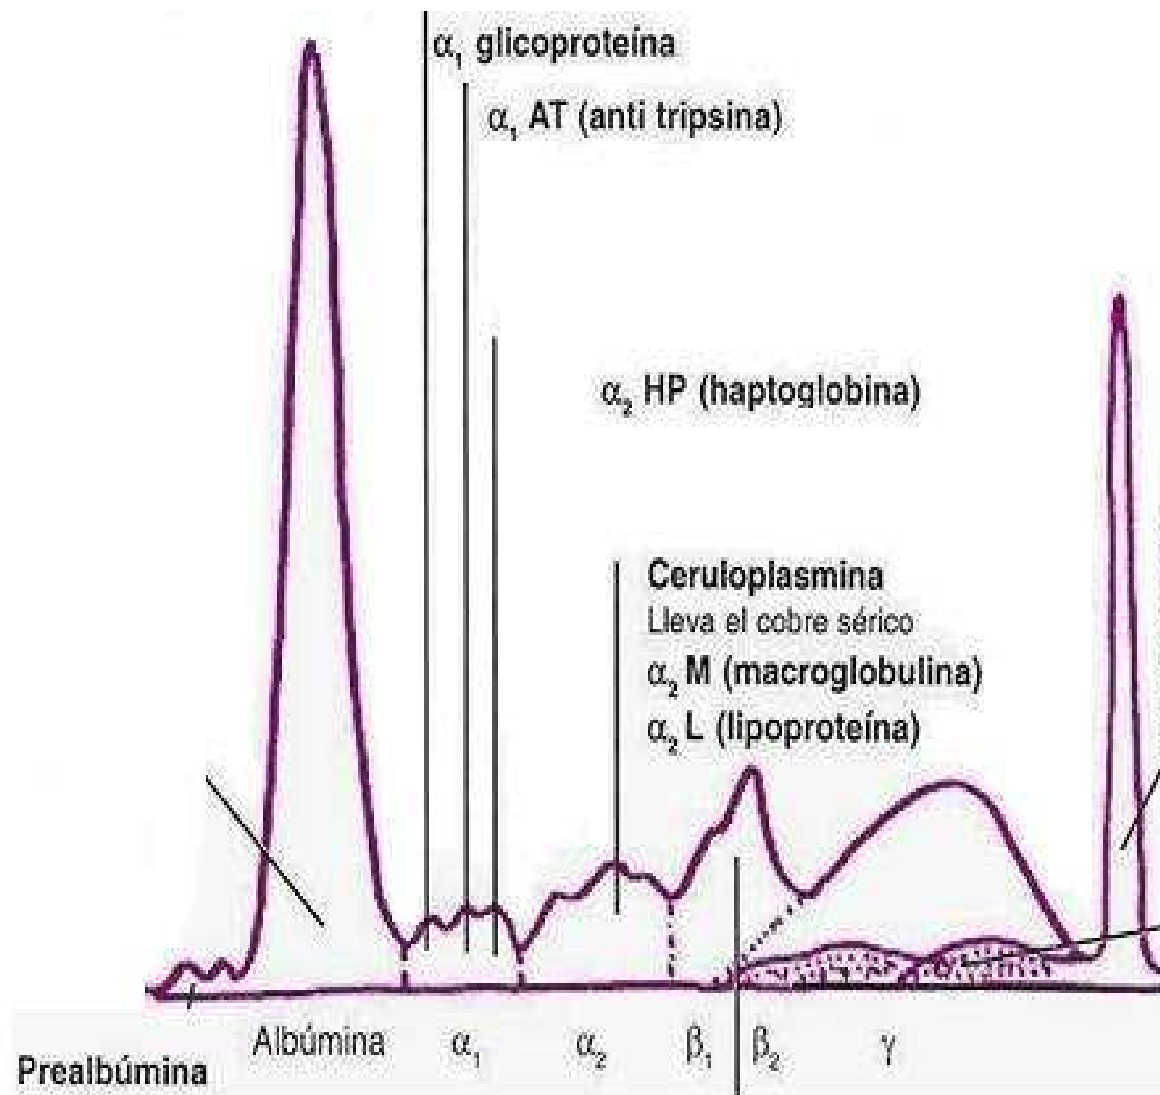 α₁ glicoproteína
α₁ AT (anti tripsina)
α₂ HP (haptoglobina)
Ceruloplasmina
Lleva el cobre sérico
α₂ M (macroglobulina)
α₂ L (lipoproteína)
Albúmina α₁ α₂ β₁ β₂ γ
Prealbúmina